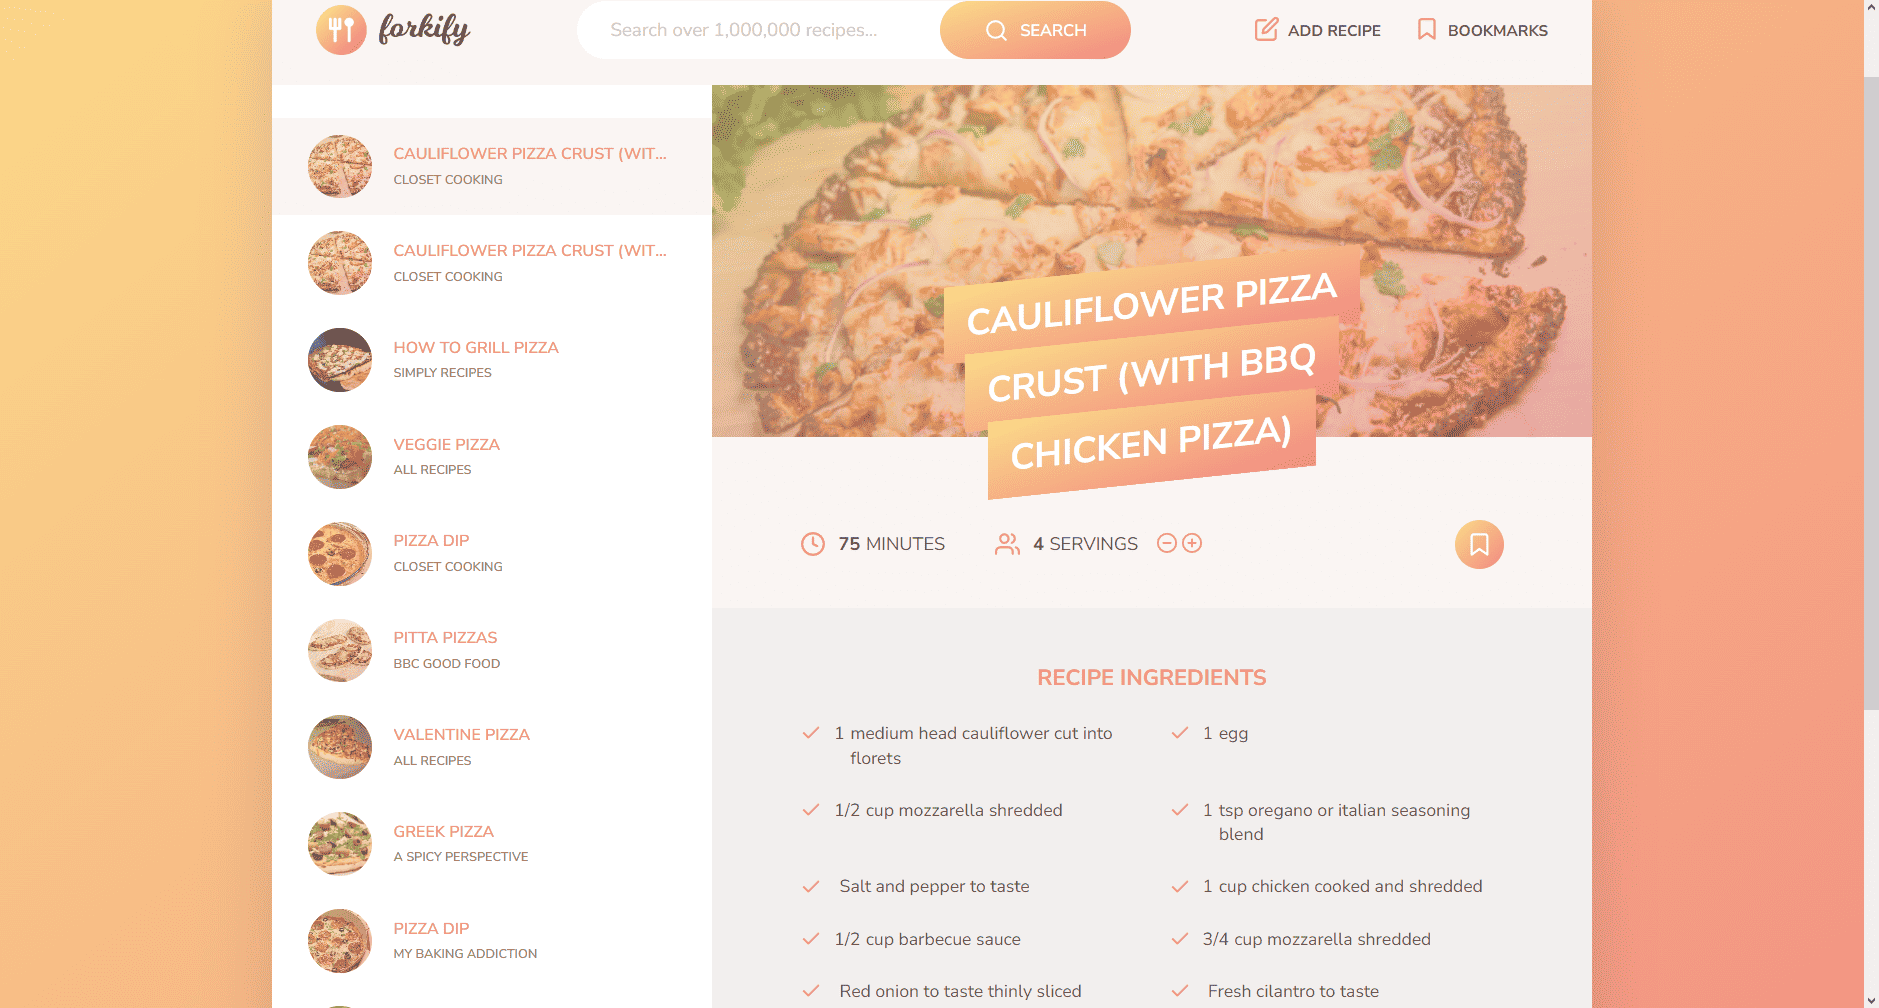 forkify
Search over 1,000,000 recipes...
SEARCH
ADD RECIPE
BOOKMARKS
CAULIFLOWER PIZZA CRUST (WIT...
CLOSET COOKING
CAULIFLOWER PIZZA CRUST (WIT...
CLOSET COOKING
HOW TO GRILL PIZZA
SIMPLY RECIPES
VEGGIE PIZZA
ALL RECIPES
PIZZA DIP
CLOSET COOKING
PITTA PIZZAS
BBC GOOD FOOD
VALENTINE PIZZA
ALL RECIPES
GREEK PIZZA
A SPICY PERSPECTIVE
PIZZA DIP
MY BAKING ADDICTION
CAULIFLOWER PIZZA
CRUST (WITH BBQ
CHICKEN PIZZA)
75 MINUTES
4 SERVINGS
RECIPE INGREDIENTS
1 medium head cauliflower cut into
florets
1 egg
1/2 cup mozzarella shredded
1 tsp oregano or italian seasoning
blend
Salt and pepper to taste
1 cup chicken cooked and shredded
1/2 cup barbecue sauce
3/4 cup mozzarella shredded
Red onion to taste thinly sliced
Fresh cilantro to taste